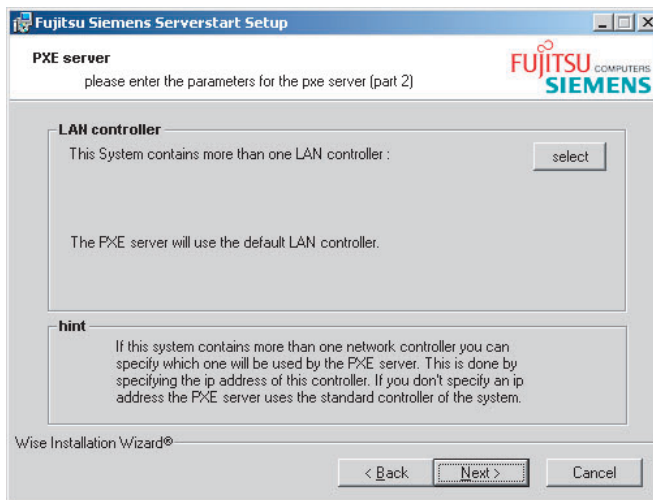 Fujitsu Siemens Serverstart Setup
PXE server
please enter the parameters for the pxe server (part 2)
FUJITSU COMPUTERS
SIEMENS
LAN controller
This System contains more than one LAN controller :
select
The PXE server will use the default LAN controller.
hint
If this system contains more than one network controller you can
specify which one will be used by the PXE server. This is done by
specifying the ip address of this controller. If you don't specify an ip
address the PXE server uses the standard controller of the system.
Wise Installation Wizard®
< Back
Next >
Cancel